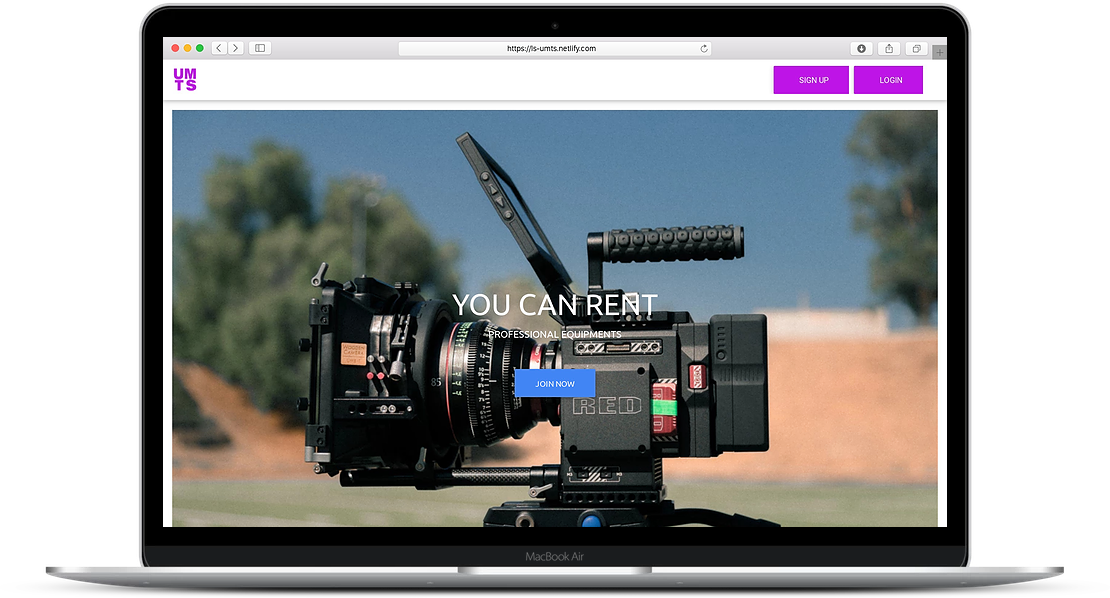 https://ls-umts.netlify.com
UM
TS
SIGN UP
LOGIN
YOU CAN RENT
PROFESSIONAL EQUIPMENTS
JOIN NOW
85
RED
MacBook Air